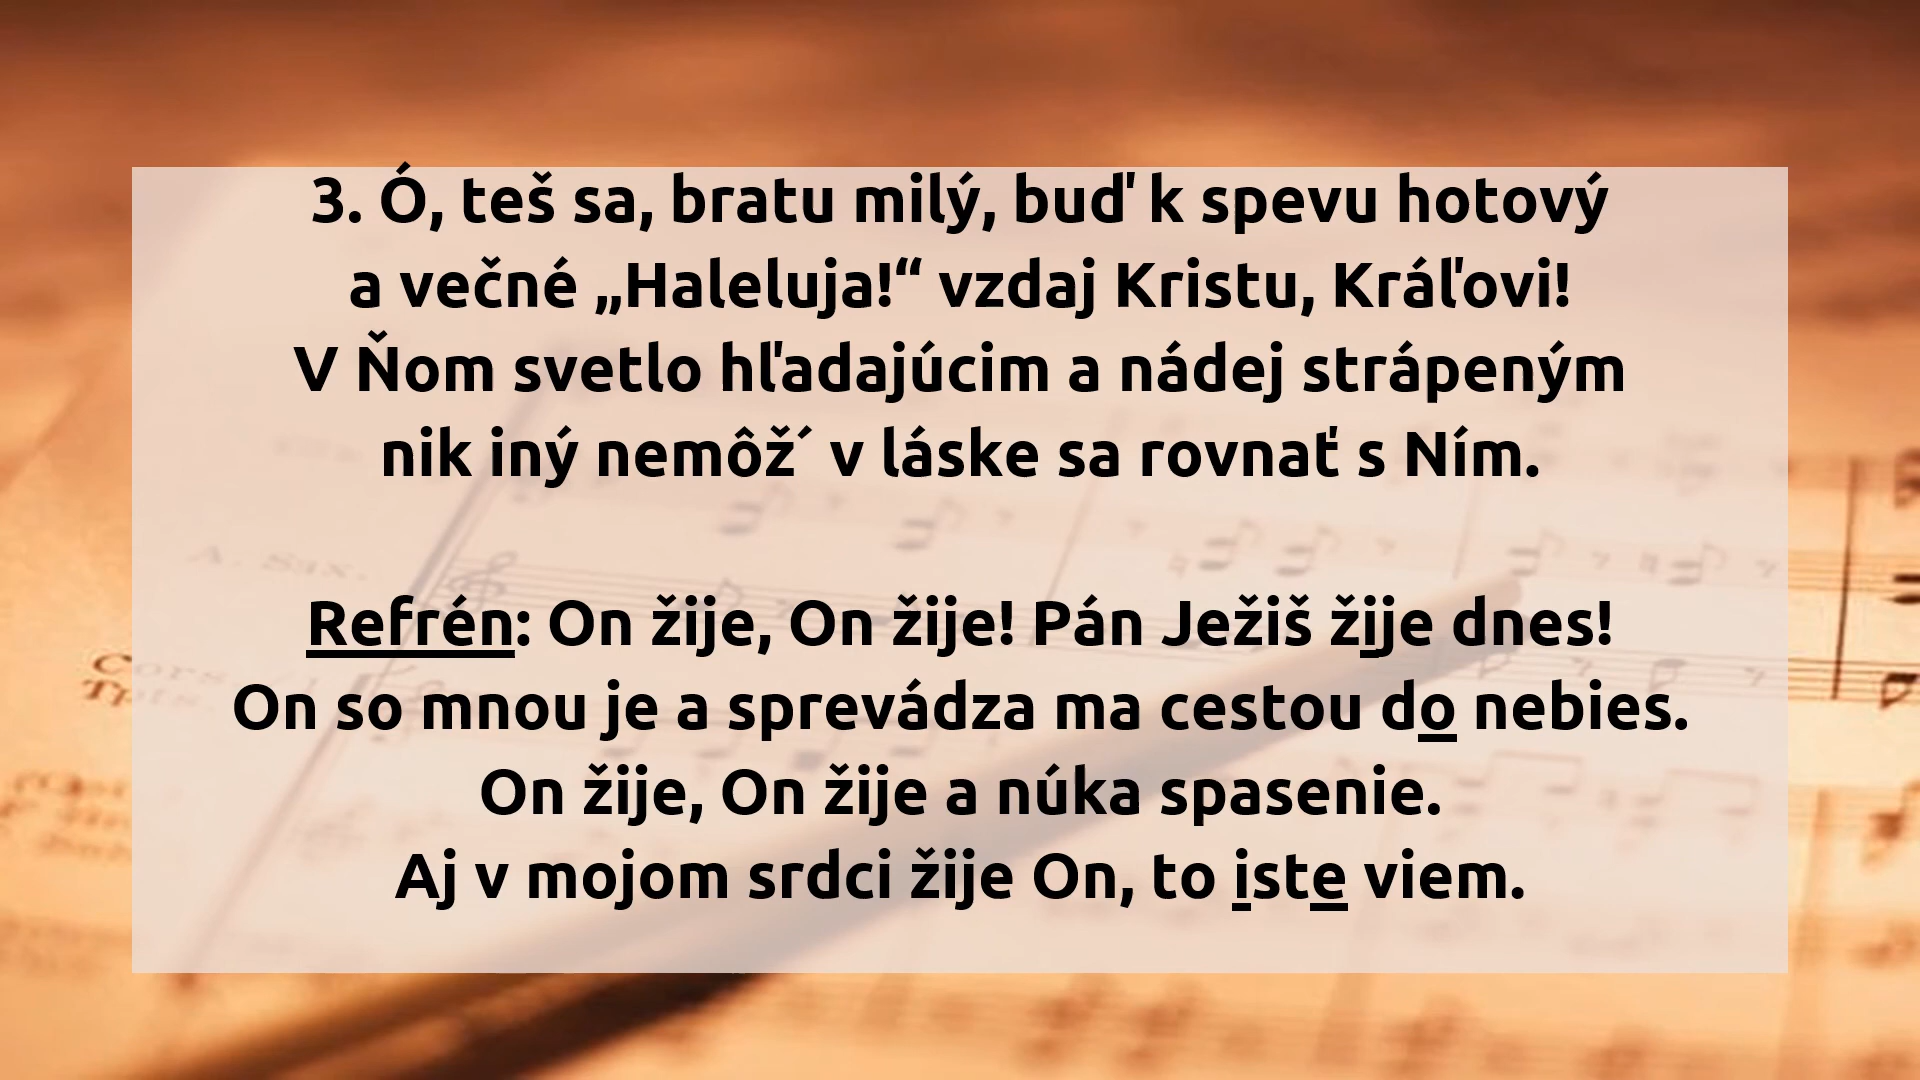 3. Ó, teš sa, bratu milý, buď k spevu hotový
a večné „Haleluja!“ vzdaj Kristu, Kráľovi!
V Ňom svetlo hľadajúcim a nádej strápeným
nik iný nemôž´ v láske sa rovnať s Ním.
A. Sax.
Refrén: On žije, On žije! Pán Ježiš žije dnes!
On so mnou je a sprevádza ma cestou do nebies.
On žije, On žije a núka spasenie.
Aj v mojom srdci žije On, to iste viem.